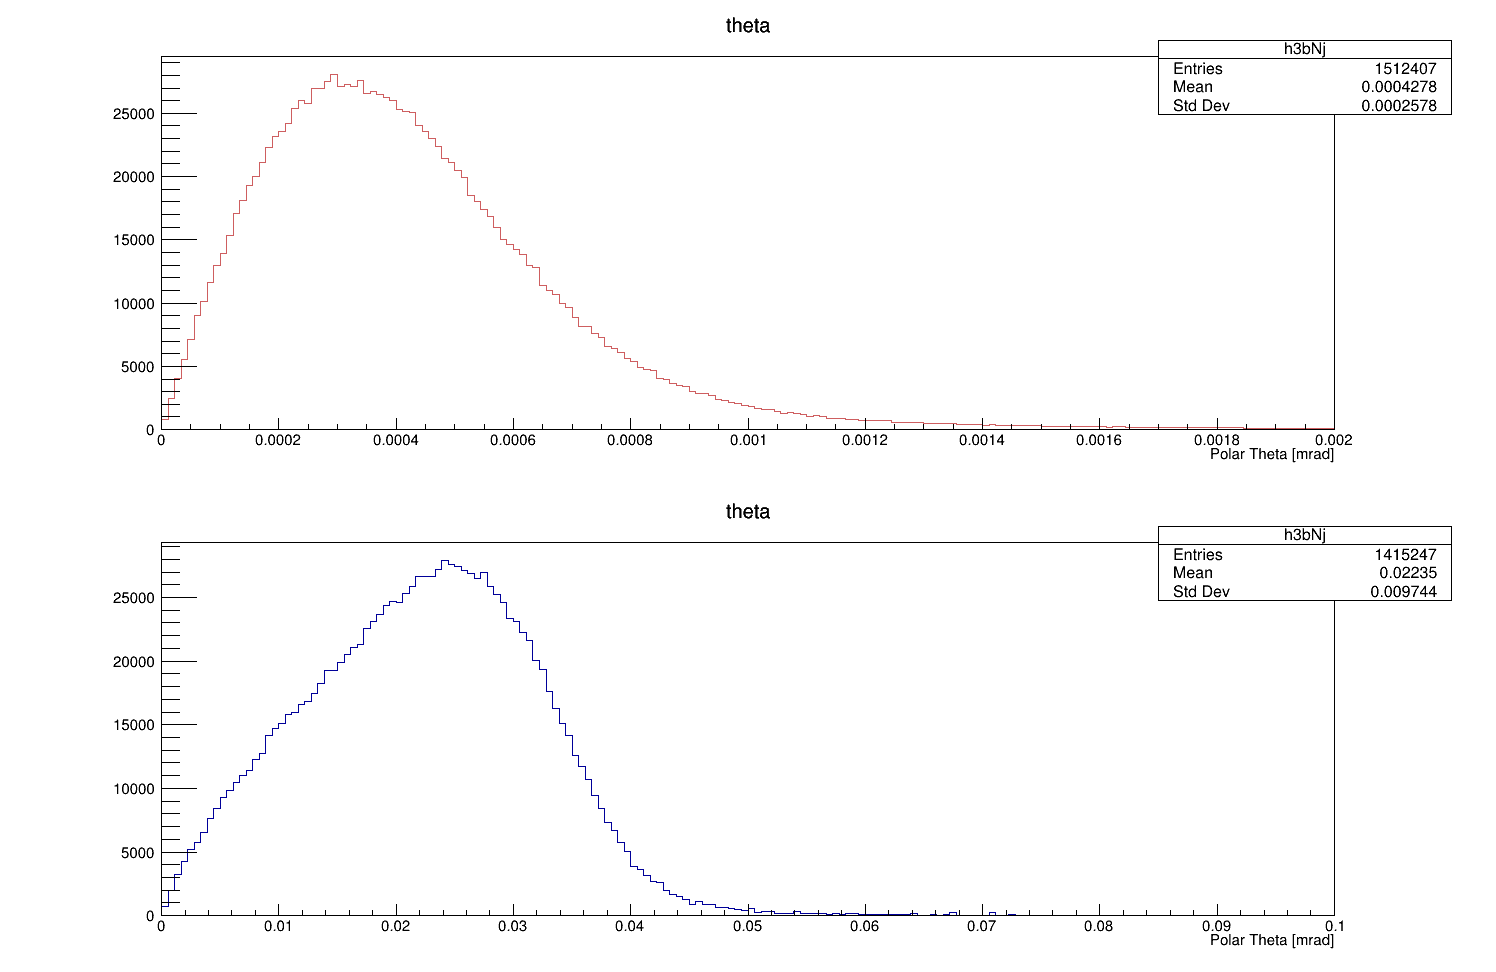 theta
h3bNj
Entries 1512407
Mean 0.0004278
Std Dev 0.0002578
25000
20000
15000
10000
5000
0
0 0.0002 0.0004 0.0006 0.0008 0.001 0.0012 0.0014 0.0016 0.0018 0.002
Polar Theta [mrad]
theta
h3bNj
Entries 1415247
Mean 0.02235
Std Dev 0.009744
25000
20000
15000
10000
5000
0
0 0.01 0.02 0.03 0.04 0.05 0.06 0.07 0.08 0.09 0.1
Polar Theta [mrad]